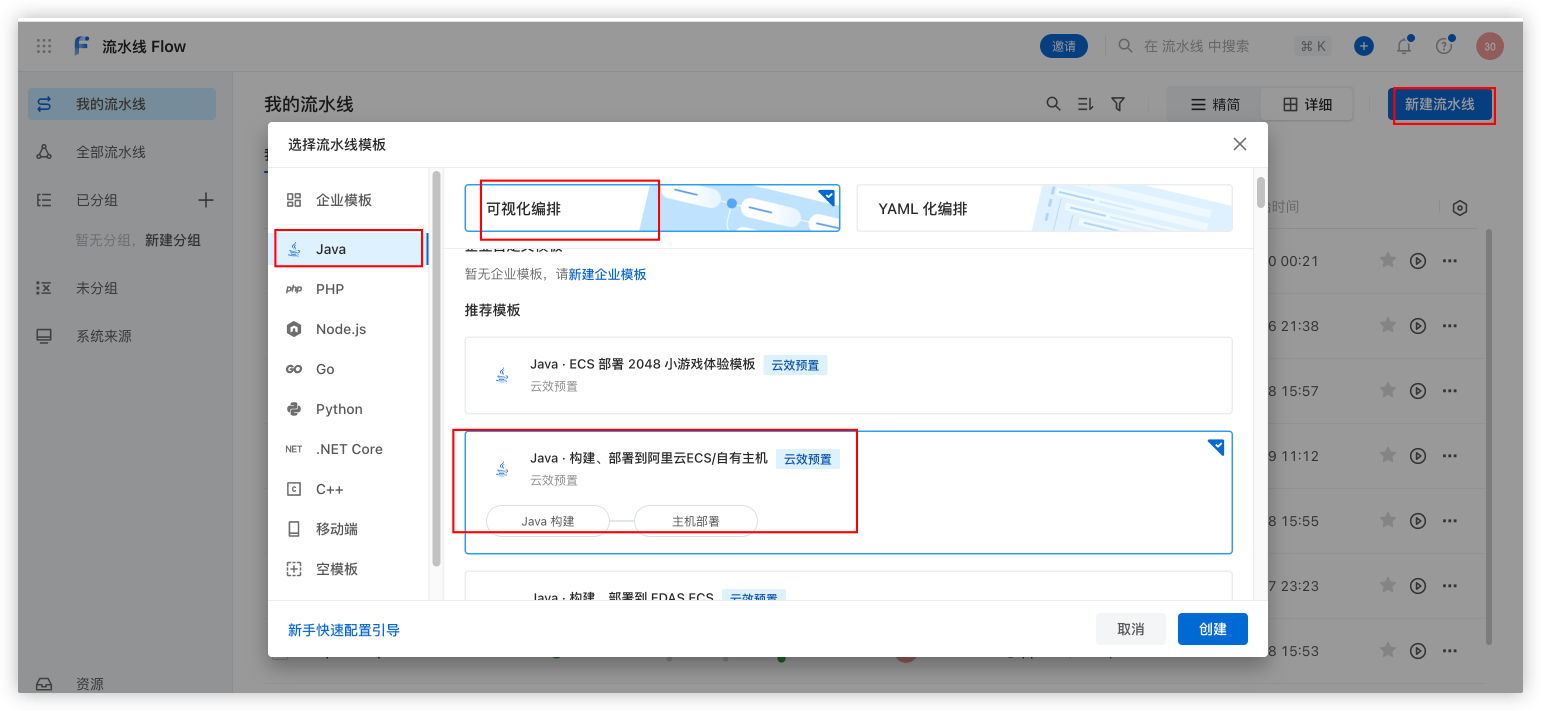 流水线 Flow
邀请
在 流水线 中搜索
⌘ K
30
我的流水线
全部流水线
已分组
暂无分组，新建分组
未分组
系统来源
资源
我的流水线
精简
详细
新建流水线
选择流水线模板
企业模板
Java
php PHP
Node.js
GO Go
Python
NET .NET Core
C++
移动端
空模板
可视化编排
YAML 化编排
企业自定义模板
暂无企业模板，请新建企业模板
推荐模板
Java · ECS 部署 2048 小游戏体验模板 云效预置
云效预置
Java · 构建、部署到阿里云ECS/自有主机 云效预置
云效预置
Java 构建
主机部署
Java · 构建、部署到 EDAS ECS 云效预置
新手快速配置引导
取消
创建
时间
0 00:21
6 21:38
8 15:57
9 11:12
8 15:55
7 23:23
8 15:53